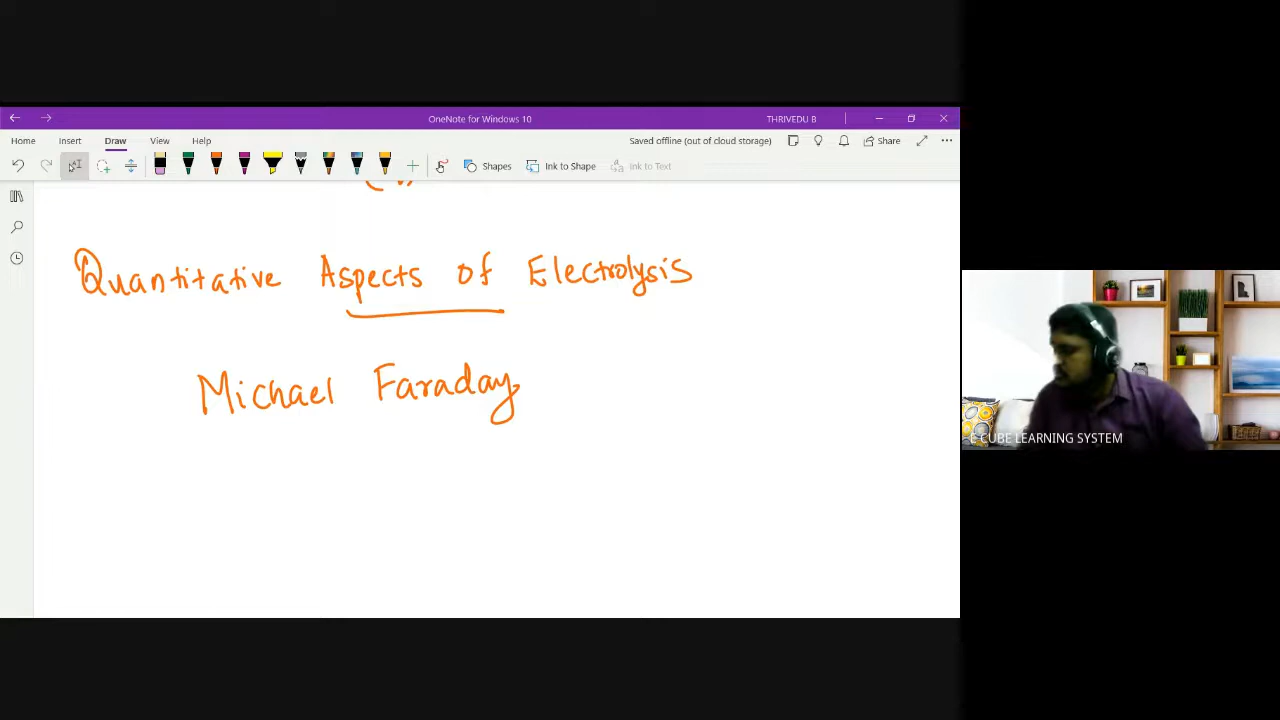 OneNote for Windows 10
THRIVEDU B
Home Insert Draw View Help
Saved offline (out of cloud storage)
Share
Shapes
Ink to Shape
Ink to Text
Quantitative Aspects of Electrolysis
Michael Faraday
CUBE LEARNING SYSTEM